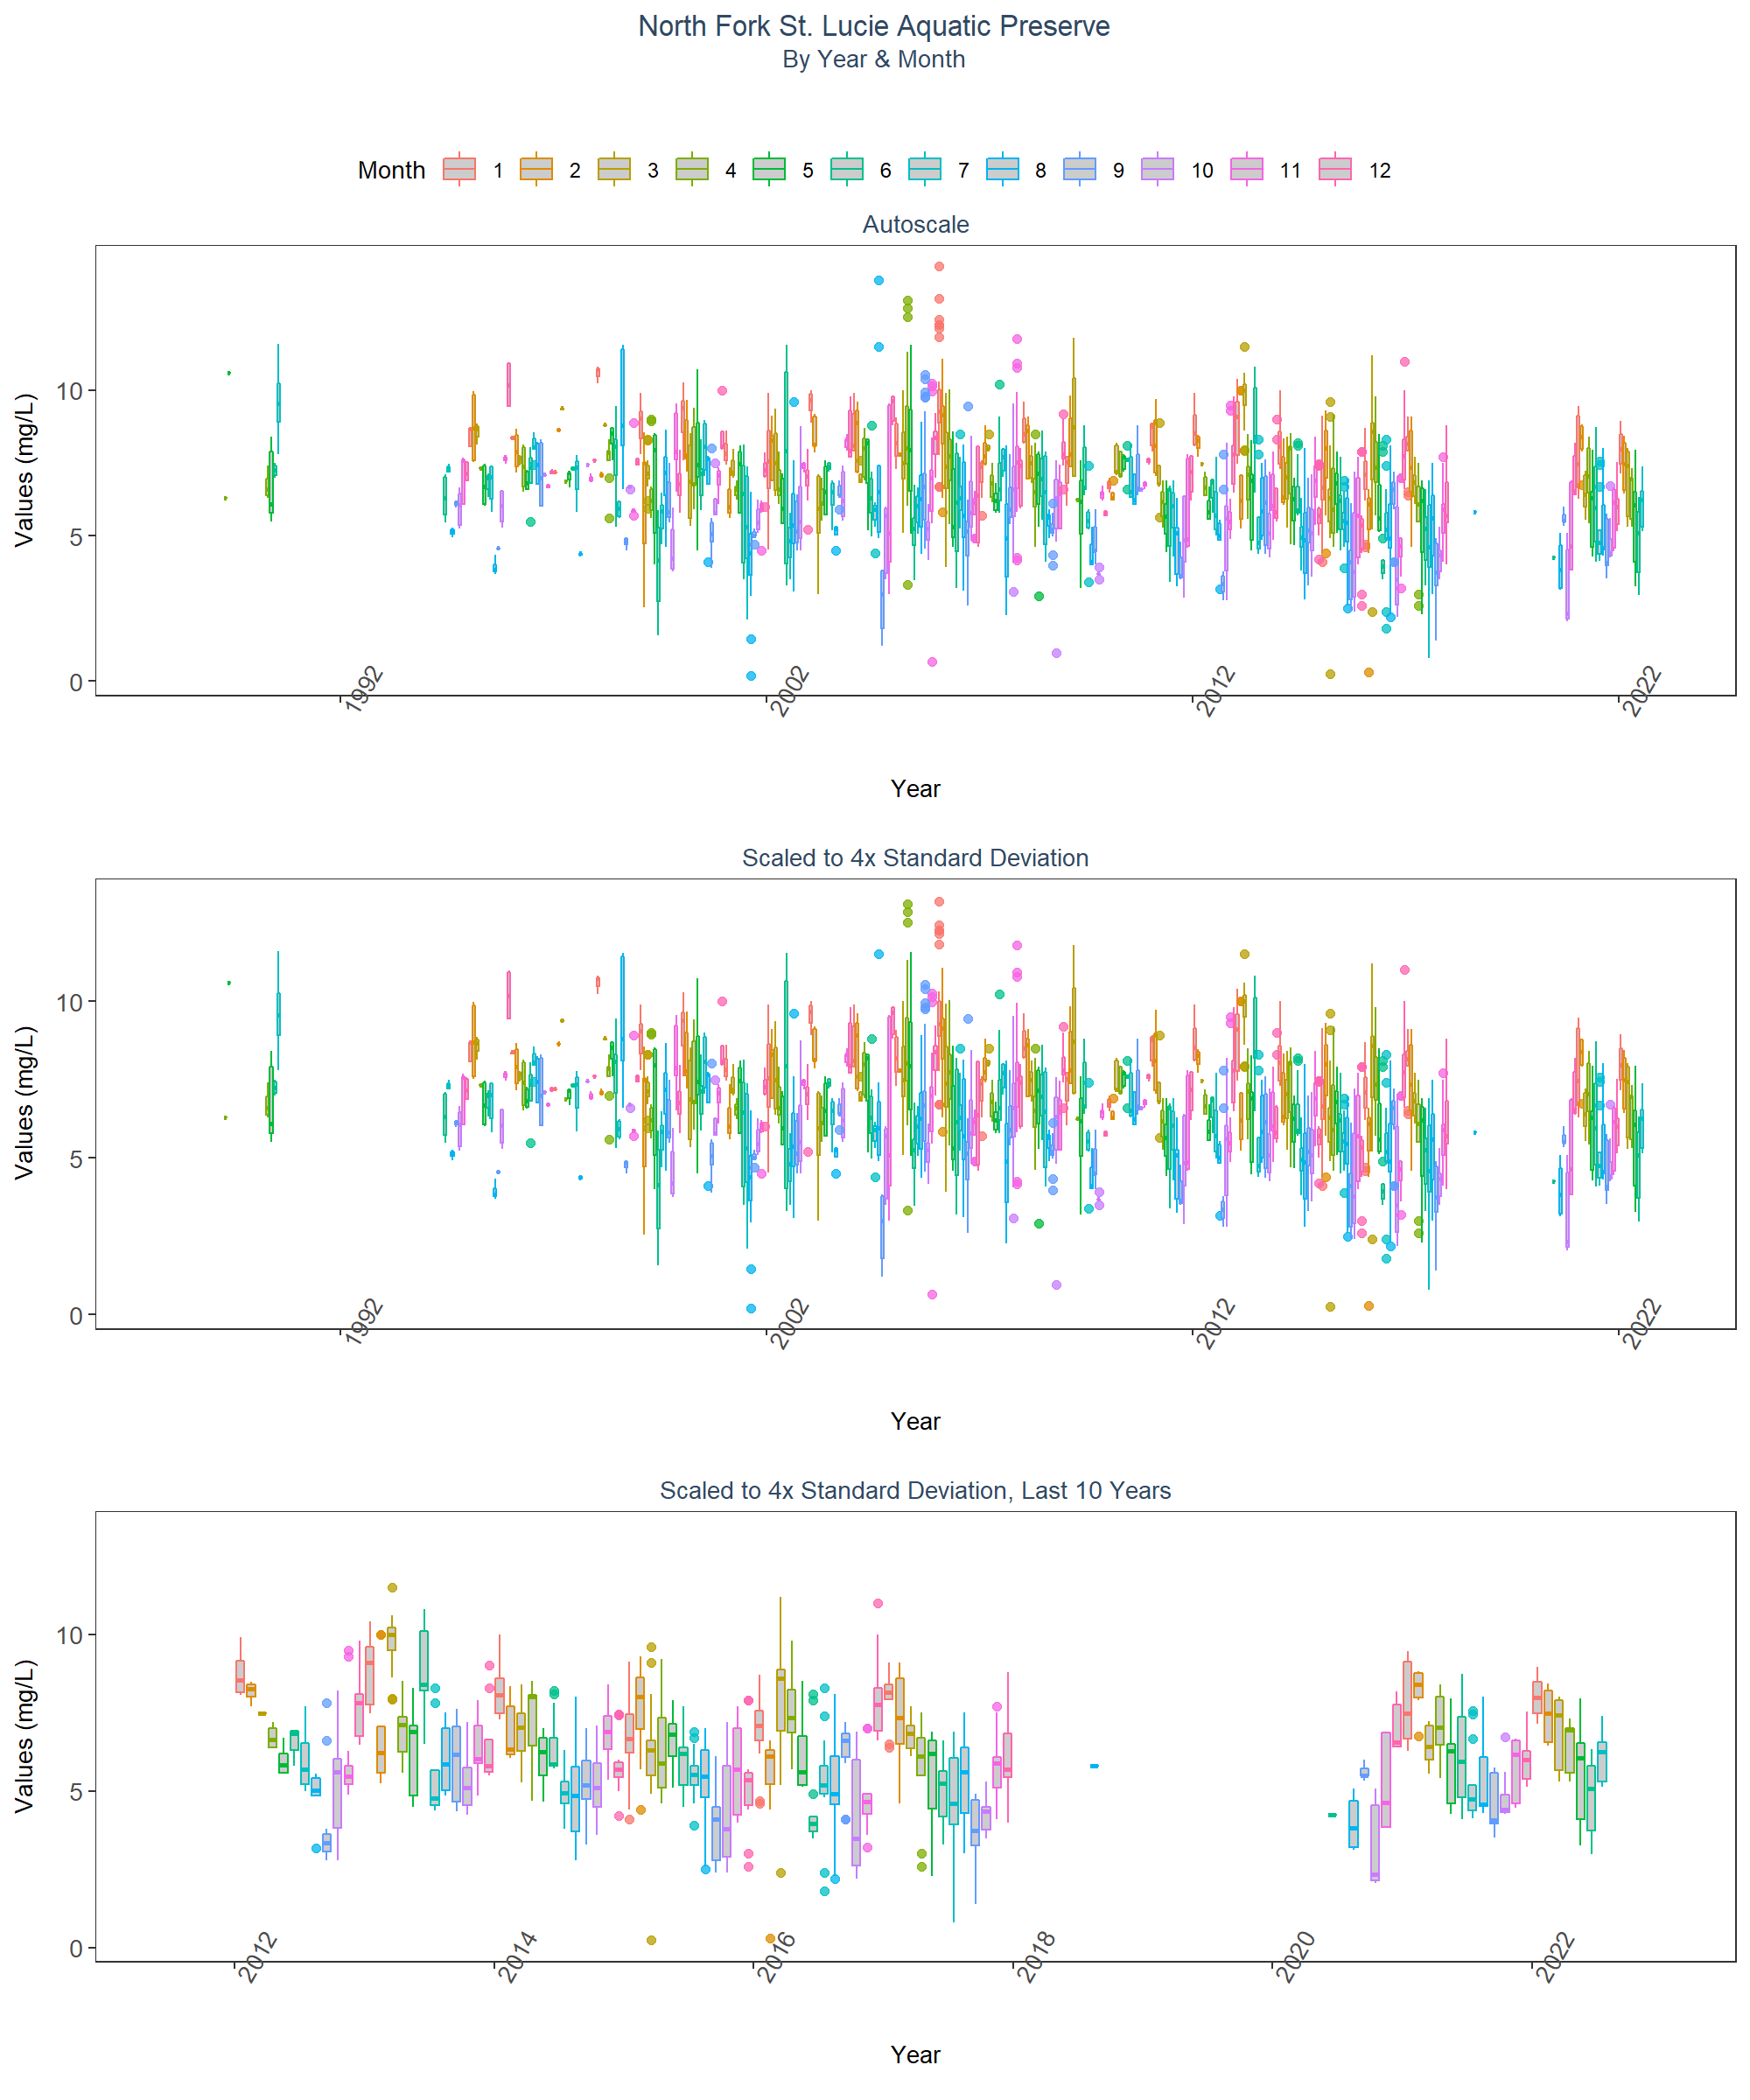 North Fork St. Lucie Aquatic Preserve
By Year & Month
Month 1 2 3 4 5 6 7 8 9 10 11 12
Autoscale
Values (mg/L)
10
5
0
1992 2002 2012 2022
Year
Scaled to 4x Standard Deviation
Values (mg/L)
10
5
0
1992 2002 2012 2022
Year
Scaled to 4x Standard Deviation, Last 10 Years
Values (mg/L)
10
5
0
2012 2014 2016 2018 2020 2022
Year